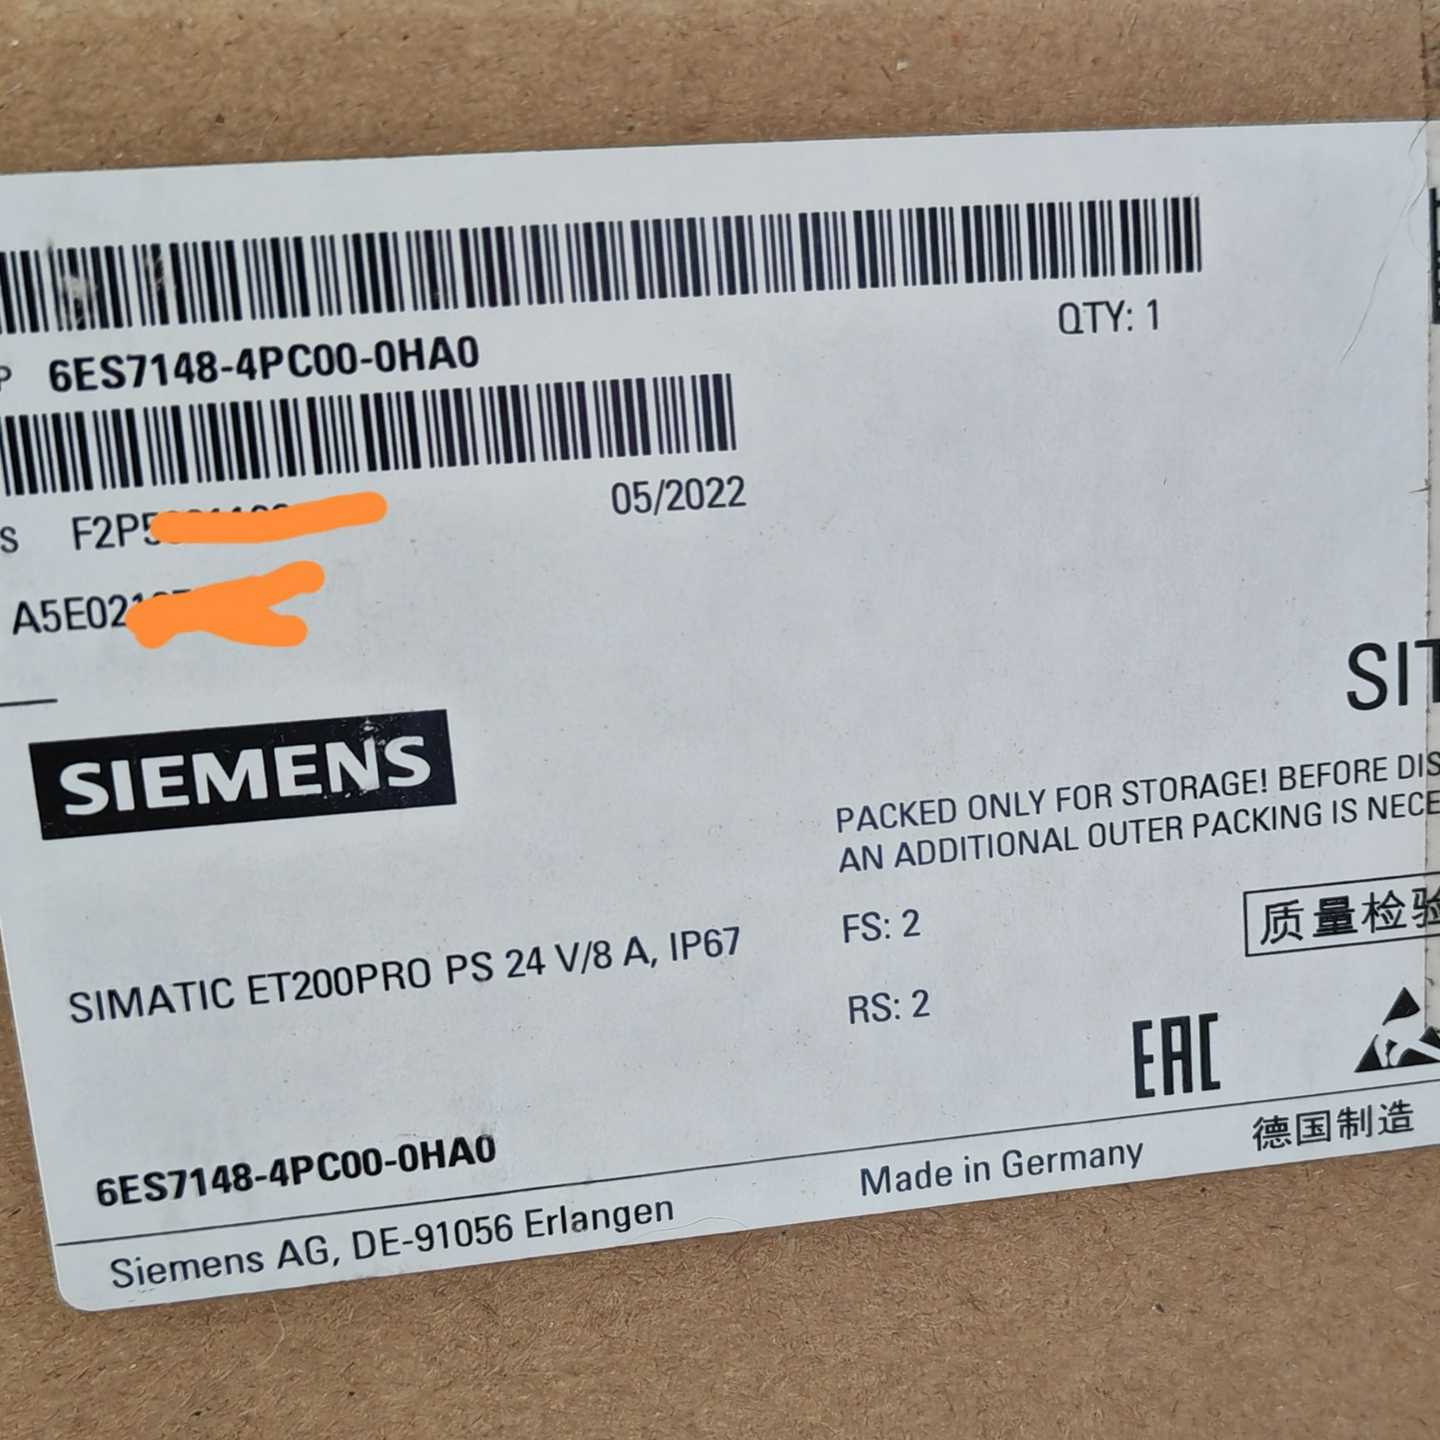 QTY: 1
P 6ES7148-4PC00-0HA0
05/2022
S F2P5
A5E02
SIT
SIEMENS
PACKED ONLY FOR STORAGE! BEFORE DIS
AN ADDITIONAL OUTER PACKING IS NECE
FS: 2
质量检验
SIMATIC ET200PRO PS 24 V/8 A, IP67
RS: 2
EAC
6ES7148-4PC00-0HA0
Made in Germany
德国制造
Siemens AG, DE-91056 Erlangen